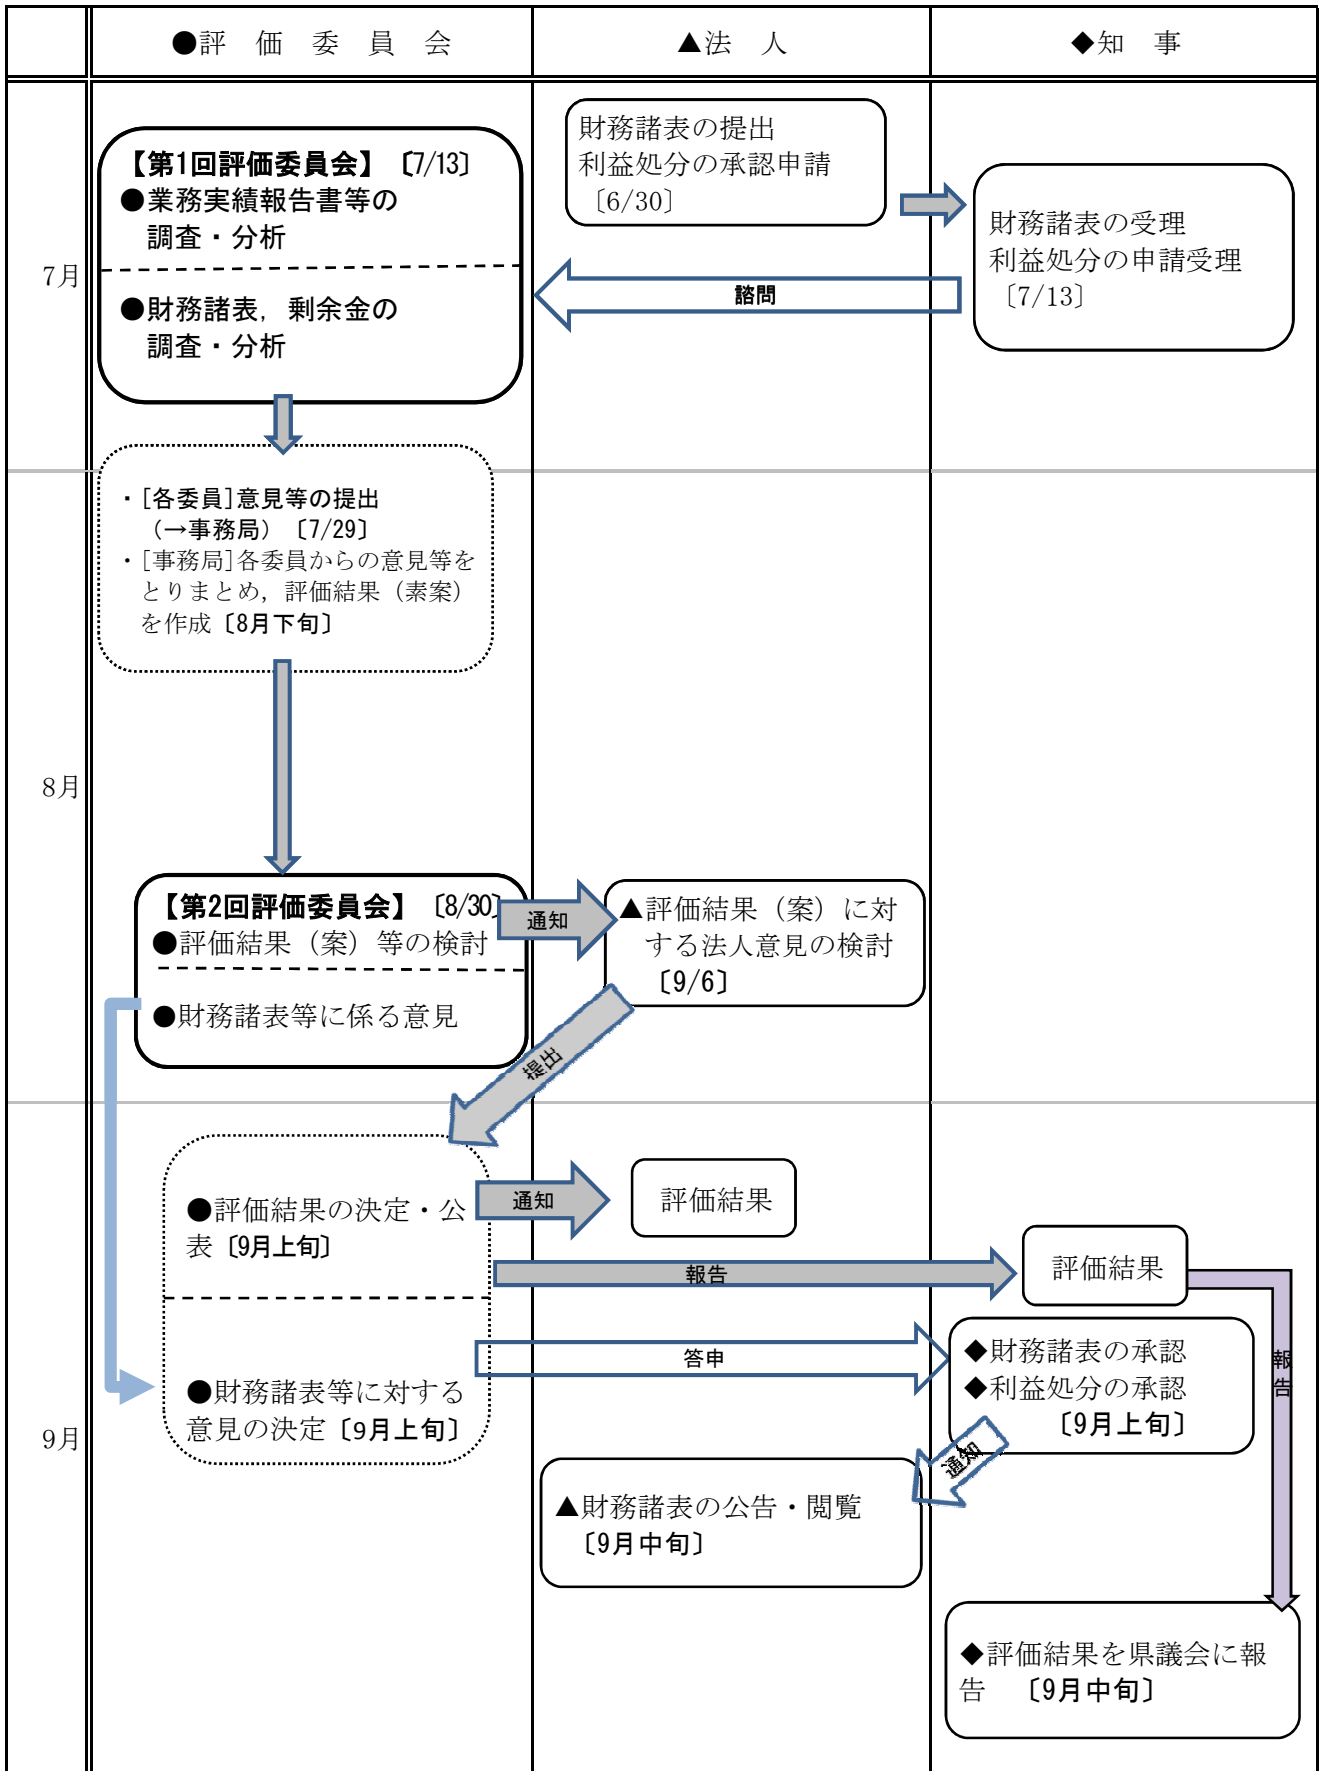 ●評　価　委　員　会
▲法　人
◆知　事
7月
【第1回評価委員会】〔7/13〕
●業務実績報告書等の
調査・分析
●財務諸表，剰余金の
調査・分析
財務諸表の提出
利益処分の承認申請
〔6/30〕
財務諸表の受理
利益処分の申請受理
〔7/13〕
諮問
8月
・[各委員]意見等の提出
（→事務局）〔7/29〕
・[事務局]各委員からの意見等を
とりまとめ，評価結果（素案）
を作成〔8月下旬〕
【第2回評価委員会】〔8/30〕
●評価結果（案）等の検討
●財務諸表等に係る意見
通知
▲評価結果（案）に対
する法人意見の検討
〔9/6〕
提出
9月
●評価結果の決定・公
表〔9月上旬〕
●財務諸表等に対する
意見の決定〔9月上旬〕
通知
評価結果
報告
評価結果
答申
◆財務諸表の承認
◆利益処分の承認
〔9月上旬〕
報告
通知
▲財務諸表の公告・閲覧
〔9月中旬〕
◆評価結果を県議会に報
告　〔9月中旬〕